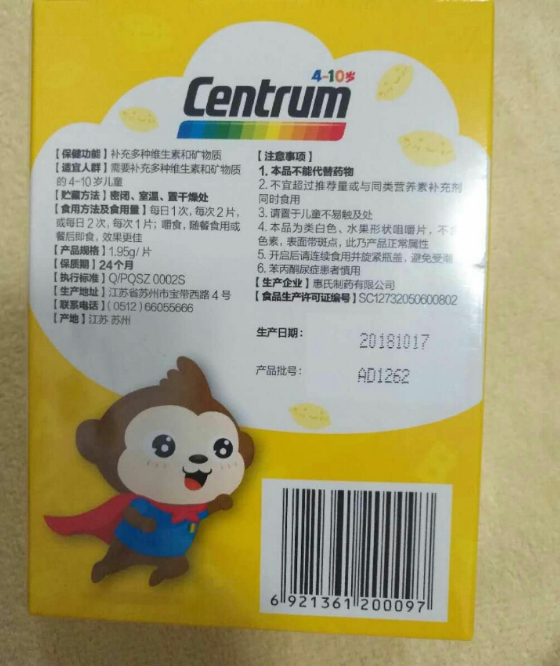 4-10岁
Centrum
【保健功能】补充多种维生素和矿物质
【适宜人群】需要补充多种维生素和矿物质
的4-10岁儿童
【贮藏方法】密闭、室温、置干燥处
【食用方法及食用量】每日1次,每次2片,
或每日2次,每次1片;嚼食,随餐食用或
餐后即食,效果更佳
【产品规格】1.95g/片
【保质期】24个月
【执行标准】Q/PQSZ 0002S
【生产地址】江苏省苏州市宝带西路4号
【联系电话】(0512)66055666
【产地】江苏 苏州
【注意事项】
1. 本品不能代替药物
2. 不宜超过推荐量或与同类营养素补充剂
同时食用
3. 请置于儿童不易触及处
4. 本品为类白色、水果形状咀嚼片,不含
色素,表面带斑点,此乃产品正常属性
5. 开启后请连续食用并旋紧瓶盖,避免受潮
6. 苯丙酮尿症患者慎用
【生产企业】惠氏制药有限公司
【食品生产许可证编号】SC12732050600802
生产日期:
20181017
产品批号:
AD1262
6 921361 200097